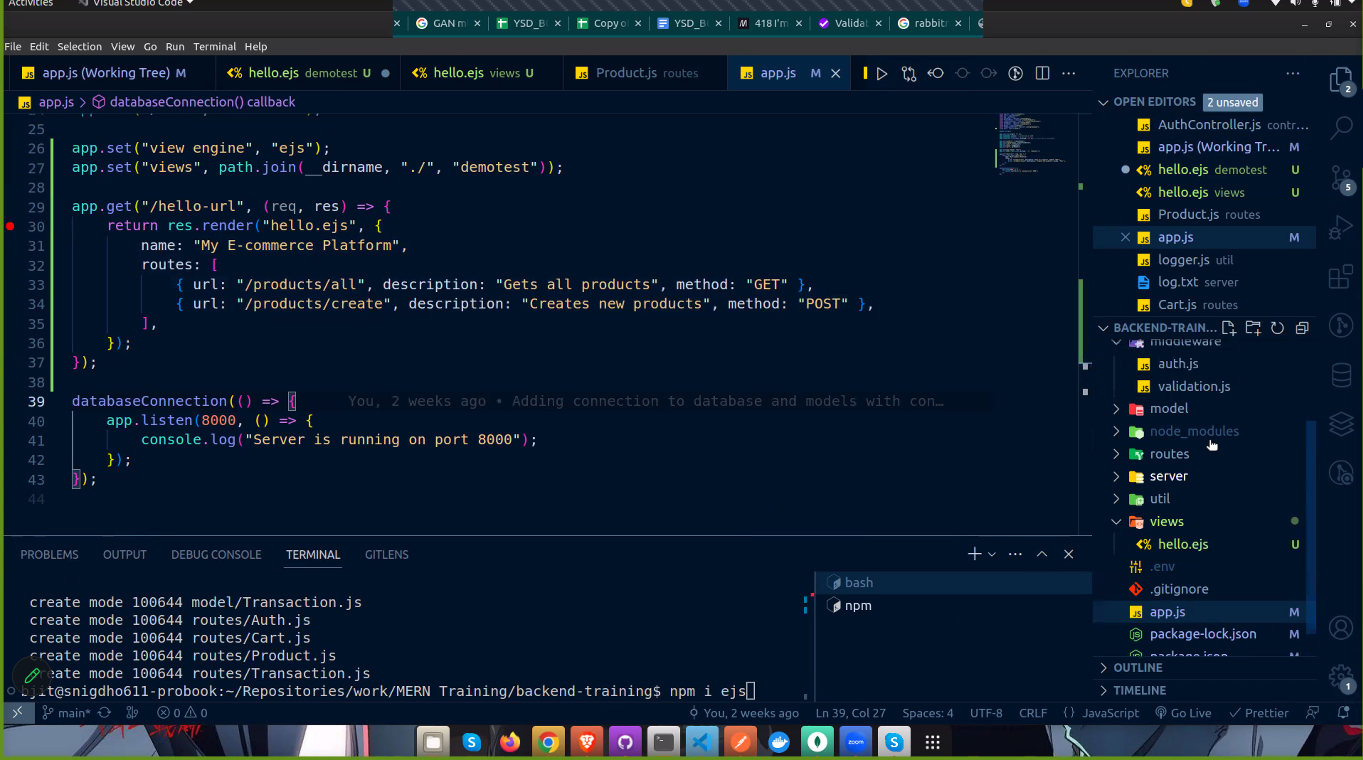 Activities
Visual Studio Code
GAN m
YSD_B
Copy o
YSD_B
418 I'm
Valida
rabbit
File Edit Selection View Go Run Terminal Help
app.js (Working Tree) M
hello.ejs demotest U
hello.ejs views U
Product.js routes
app.js M
EXPLORER
app.js > databaseConnection() callback
25
26 app.set("view engine", "ejs");
27 app.set("views", path.join(__dirname, "./", "demotest"));
28
29 app.get("/hello-url", (req, res) => {
30 return res.render("hello.ejs", {
31 name: "My E-commerce Platform",
32 routes: [
33 { url: "/products/all", description: "Gets all products", method: "GET" },
34 { url: "/products/create", description: "Creates new products", method: "POST" },
35 ],
36 });
37 });
38
39 databaseConnection(() => { You, 2 weeks ago • Adding connection to database and models with con…
40 app.listen(8000, () => {
41 console.log("Server is running on port 8000");
42 });
43 });
44
OPEN EDITORS 2 unsaved
AuthController.js contr...
app.js (Working Tr... M
hello.ejs demotest U
hello.ejs views U
Product.js routes
app.js M
logger.js util
log.txt server
Cart.js routes
BACKEND-TRAIN...
middleware
auth.js
validation.js
model
node_modules
routes
server
util
views
hello.ejs U
.env
.gitignore
app.js M
package-lock.json M
package.json
OUTLINE
TIMELINE
2
5
1
PROBLEMS OUTPUT DEBUG CONSOLE TERMINAL GITLENS
bash
npm
create mode 100644 model/Transaction.js
create mode 100644 routes/Auth.js
create mode 100644 routes/Cart.js
create mode 100644 routes/Product.js
create mode 100644 routes/Transaction.js
bjit@snigdho611-probook:~/Repositories/work/MERN Training/backend-training$ npm i ejs
main* 0 0 You, 2 weeks ago Ln 39, Col 27 Spaces: 4 UTF-8 CRLF {} JavaScript Go Live Prettier
zoom